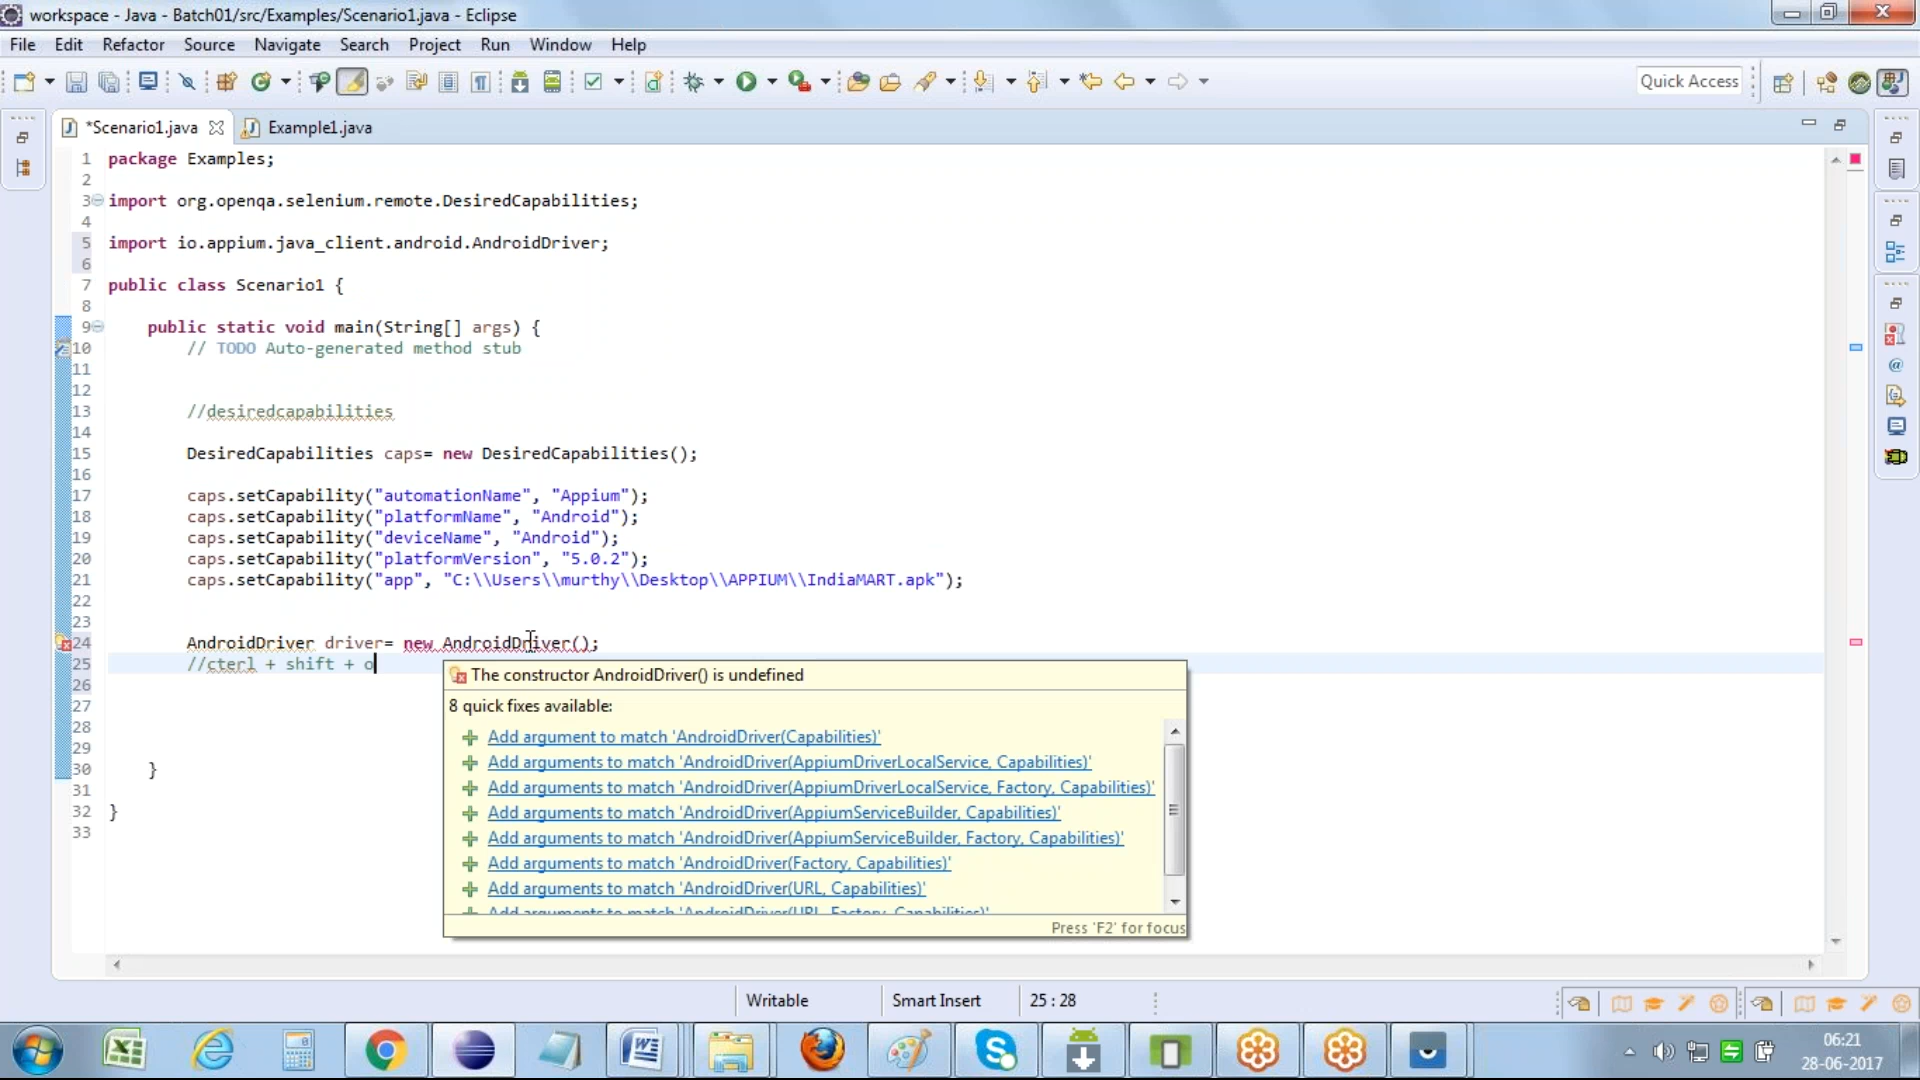 workspace - Java - Batch01/src/Examples/Scenario1.java - Eclipse
File Edit Refactor Source Navigate Search Project Run Window Help
Quick Access
*Scenario1.java Example1.java
1 package Examples;
2
3 import org.openqa.selenium.remote.DesiredCapabilities;
4
5 import io.appium.java_client.android.AndroidDriver;
6
7 public class Scenario1 {
8
9 public static void main(String[] args) {
10 // TODO Auto-generated method stub
11
12
13 //desiredcapabilities
14
15 DesiredCapabilities caps= new DesiredCapabilities();
16
17 caps.setCapability("automationName", "Appium");
18 caps.setCapability("platformName", "Android");
19 caps.setCapability("deviceName", "Android");
20 caps.setCapability("platformVersion", "5.0.2");
21 caps.setCapability("app", "C:\\Users\\murthy\\Desktop\\APPIUM\\IndiaMART.apk");
22
23
24 AndroidDriver driver= new AndroidDriver();
25 //cterl + shift + o
26
27
28
29
30 }
31
32 }
33
The constructor AndroidDriver() is undefined
8 quick fixes available:
Add argument to match 'AndroidDriver(Capabilities)'
Add arguments to match 'AndroidDriver(AppiumDriverLocalService, Capabilities)'
Add arguments to match 'AndroidDriver(AppiumDriverLocalService, Factory, Capabilities)'
Add arguments to match 'AndroidDriver(AppiumServiceBuilder, Capabilities)'
Add arguments to match 'AndroidDriver(AppiumServiceBuilder, Factory, Capabilities)'
Add arguments to match 'AndroidDriver(Factory, Capabilities)'
Add arguments to match 'AndroidDriver(URL, Capabilities)'
Add arguments to match 'AndroidDriver(URL, Factory, Capabilities)'
Press 'F2' for focus
Writable Smart Insert 25 : 28
06:21
28-06-2017